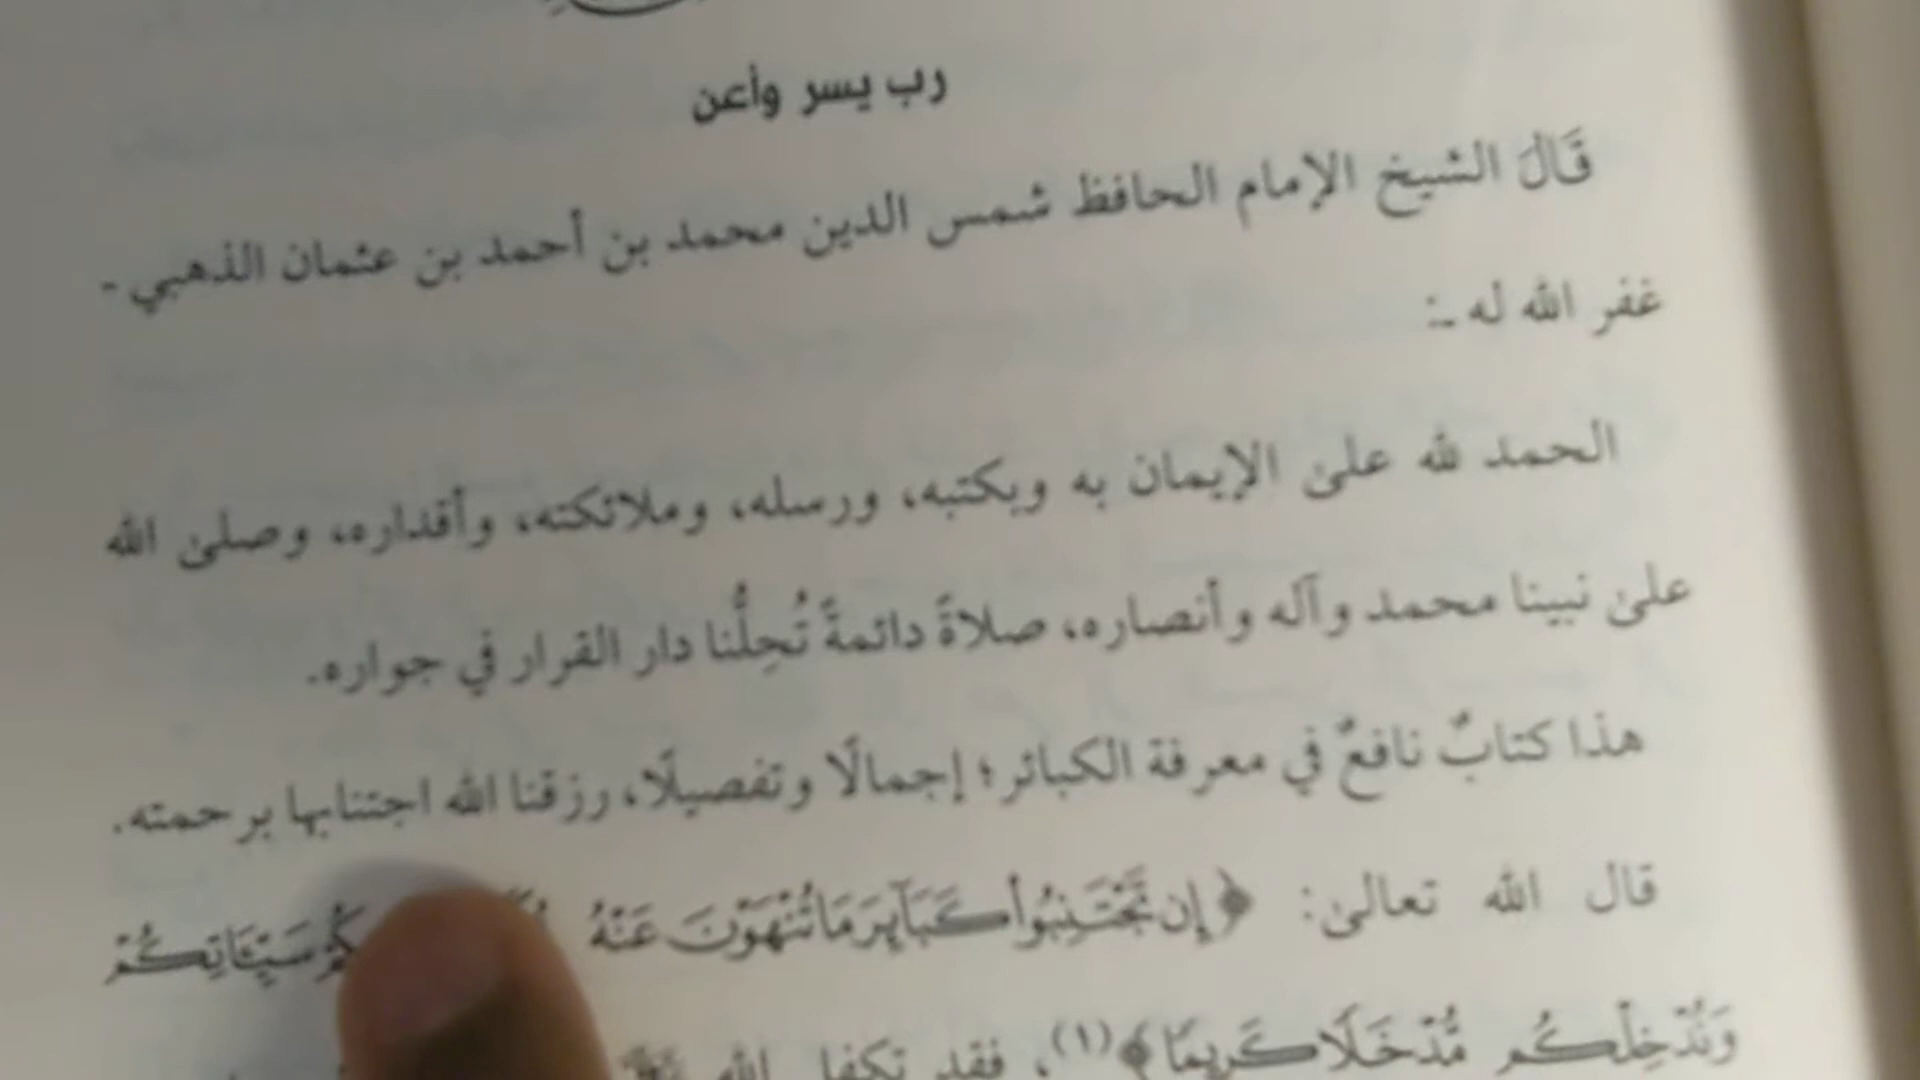 رب يسر وأعن
قَالَ الشيخ الإمام الحافظ شمس الدين محمد بن أحمد بن عثمان الذهبي -
غفر الله له -:
الحمد لله علىٰ الإيمان به وبكتبه، ورسله، وملائكته، وأقداره، وصلىٰ الله
علىٰ نبينا محمد وآله وأنصاره، صلاةً دائمةً تُحِلُّنا دار القرار في جواره.
هذا كتابٌ نافعٌ في معرفة الكبائر؛ إجمالًا وتفصيلًا، رزقنا الله اجتنابها برحمته.
قال الله تعالىٰ: ﴿إِن تَجْتَنِبُوا۟ كَبَآئِرَ مَا تُنْهَوْنَ عَنْهُ سَيِّـَٔاتِكُمْ
وَنُدْخِلْكُم مُّدْخَلًا كَرِيمًا﴾(١)، فقد تكفل الله